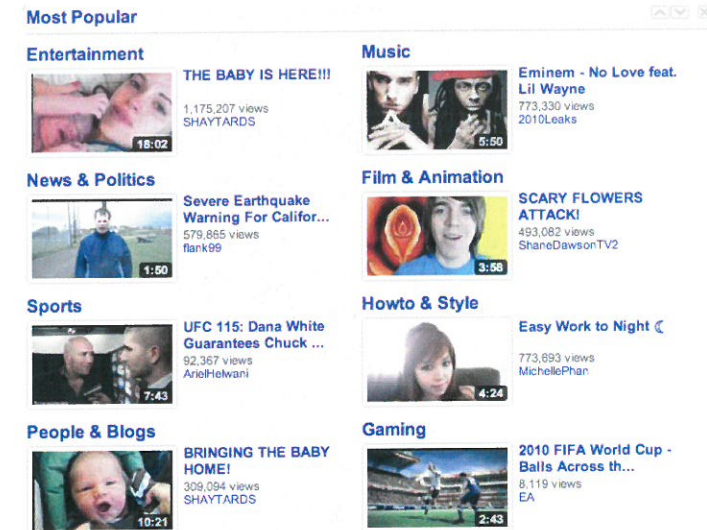 Most Popular
Entertainment
THE BABY IS HERE!!!
1,175,207 views
SHAYTARDS
18:02
Music
Eminem - No Love feat.
Lil Wayne
773,330 views
2010Leaks
5:50
News & Politics
Severe Earthquake
Warning For Califor...
579,865 views
flank99
1:50
Film & Animation
SCARY FLOWERS
ATTACK!
493,082 views
ShaneDawsonTV2
3:58
Sports
UFC 115: Dana White
Guarantees Chuck ...
92,367 views
ArielHelwani
7:43
Howto & Style
Easy Work to Night ☾
773,693 views
MichellePhan
4:24
People & Blogs
BRINGING THE BABY
HOME!
309,094 views
SHAYTARDS
10:21
Gaming
2010 FIFA World Cup -
Balls Across th...
8,119 views
EA
2:43